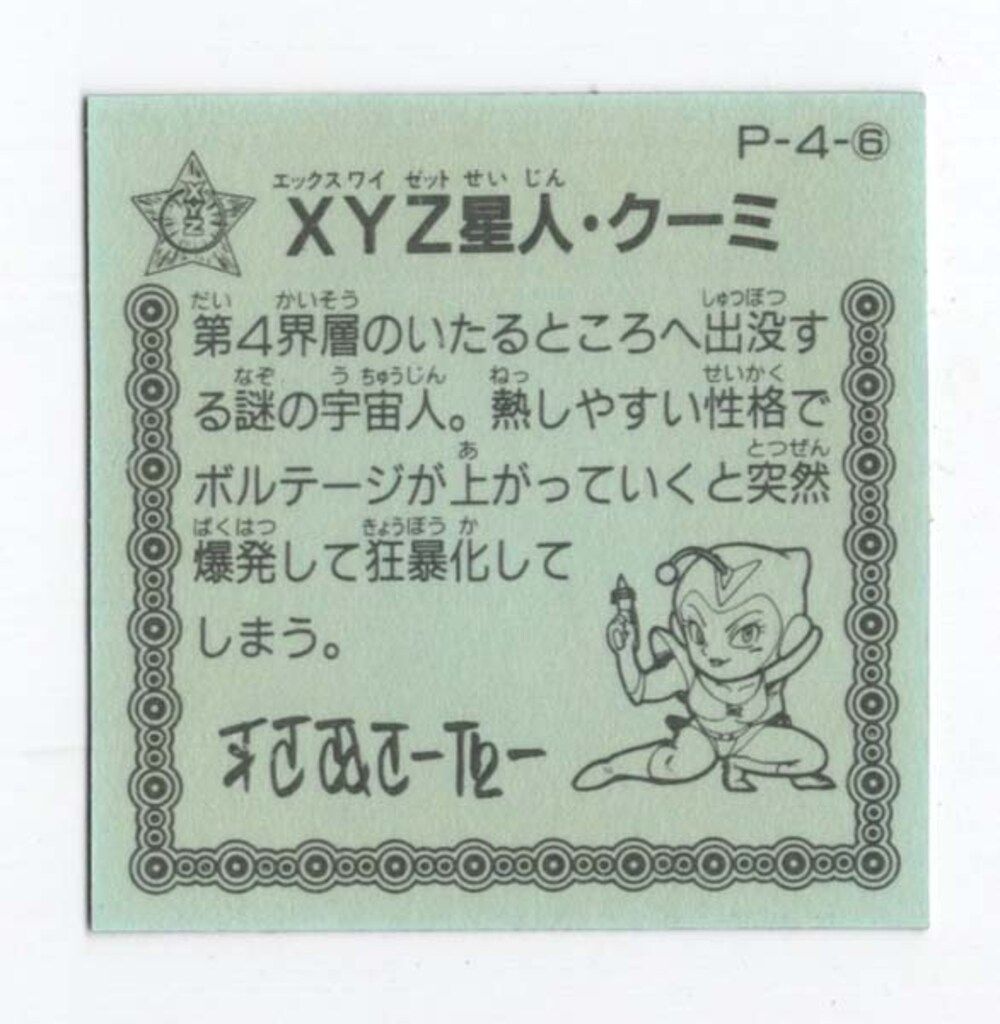 P-4-⑥
エックス ワイ ゼット せい じん
XYZ星人・クーミ
XYZ
だい かいそう しゅつぼつ
第4界層のいたるところへ出没す
なぞ う ちゅうじん ねっ せいかく
る謎の宇宙人。熱しやすい性格で
あ とつぜん
ボルテージが上がっていくと突然
ばくはつ きょうぼう か
爆発して狂暴化して
しまう。